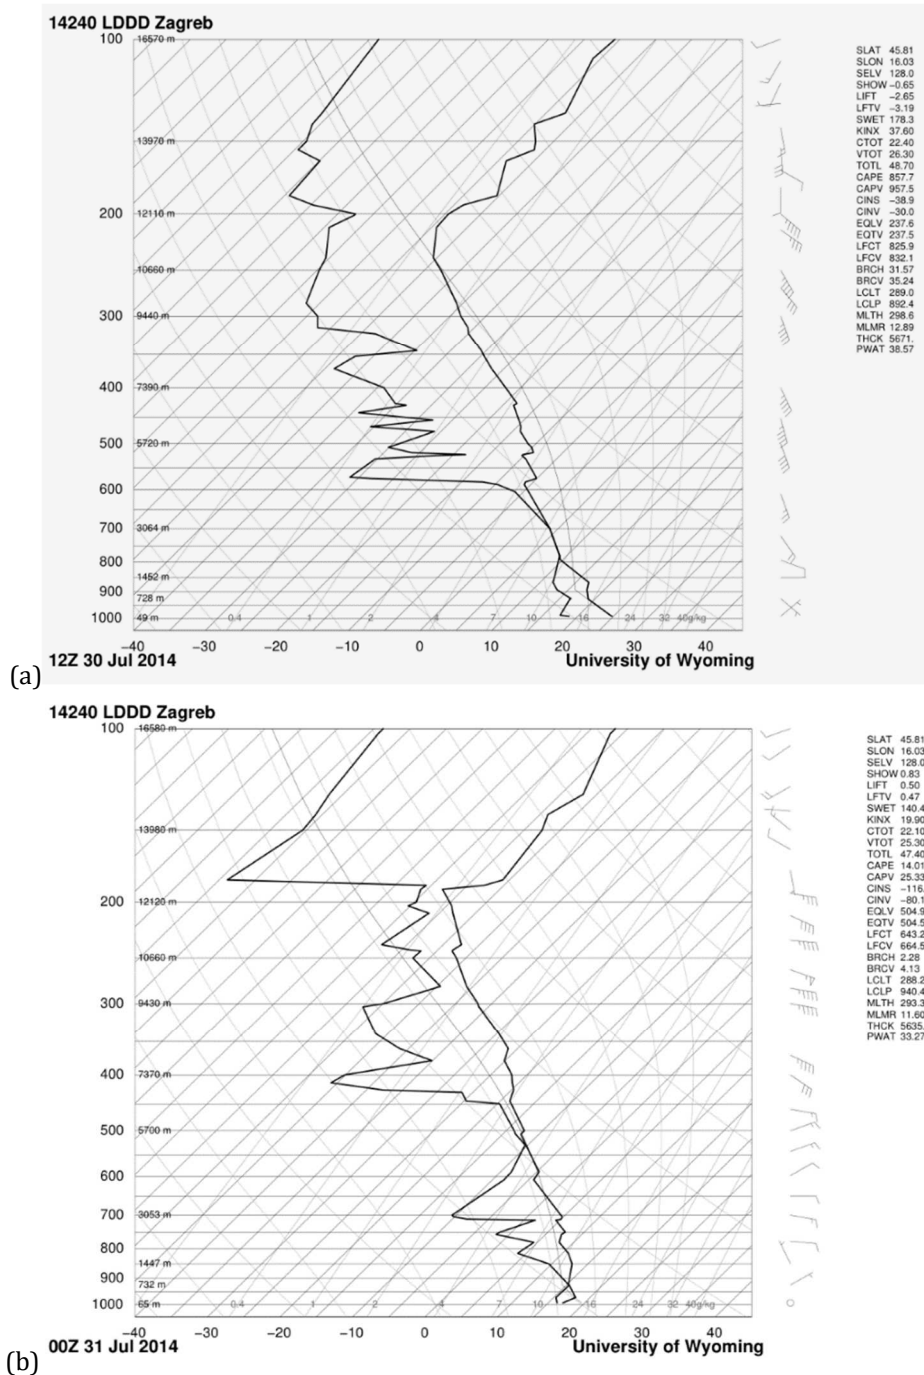 14240 LDDD Zagreb
100 16570 m
13970 m
200 12110 m
10660 m
300 9440 m
400 7390 m
500 5720 m
600
700 3064 m
800
1452 m
900
728 m
1000 49 m 0.4 1 2 4 7 10 16 24 32 40g/kg
−40 −30 −20 −10 0 10 20 30 40
12Z 30 Jul 2014 University of Wyoming
SLAT 45.81
SLON 16.03
SELV 128.0
SHOW −0.65
LIFT −2.65
LFTV −3.19
SWET 178.3
KINX 37.60
CTOT 22.40
VTOT 26.30
TOTL 48.70
CAPE 857.7
CAPV 957.5
CINS −38.9
CINV −30.0
EQLV 237.6
EQTV 237.5
LFCT 825.9
LFCV 832.1
BRCH 31.57
BRCV 35.24
LCLT 289.0
LCLP 892.4
MLTH 298.6
MLMR 12.89
THCK 5671.
PWAT 38.57
(a)
14240 LDDD Zagreb
100 16580 m
13980 m
200 12120 m
10660 m
300 9430 m
400 7370 m
500 5700 m
600
700 3053 m
800
1447 m
900
732 m
1000 65 m 0.4 1 2 4 7 10 16 24 32 40g/kg
−40 −30 −20 −10 0 10 20 30 40
00Z 31 Jul 2014 University of Wyoming
SLAT 45.81
SLON 16.03
SELV 128.0
SHOW 0.83
LIFT 0.50
LFTV 0.47
SWET 140.4
KINX 19.90
CTOT 22.10
VTOT 25.30
TOTL 47.40
CAPE 14.01
CAPV 25.33
CINS −116.
CINV −80.1
EQLV 504.9
EQTV 504.5
LFCT 643.2
LFCV 664.5
BRCH 2.28
BRCV 4.13
LCLT 288.2
LCLP 940.4
MLTH 293.3
MLMR 11.60
THCK 5635.
PWAT 33.27
(b)